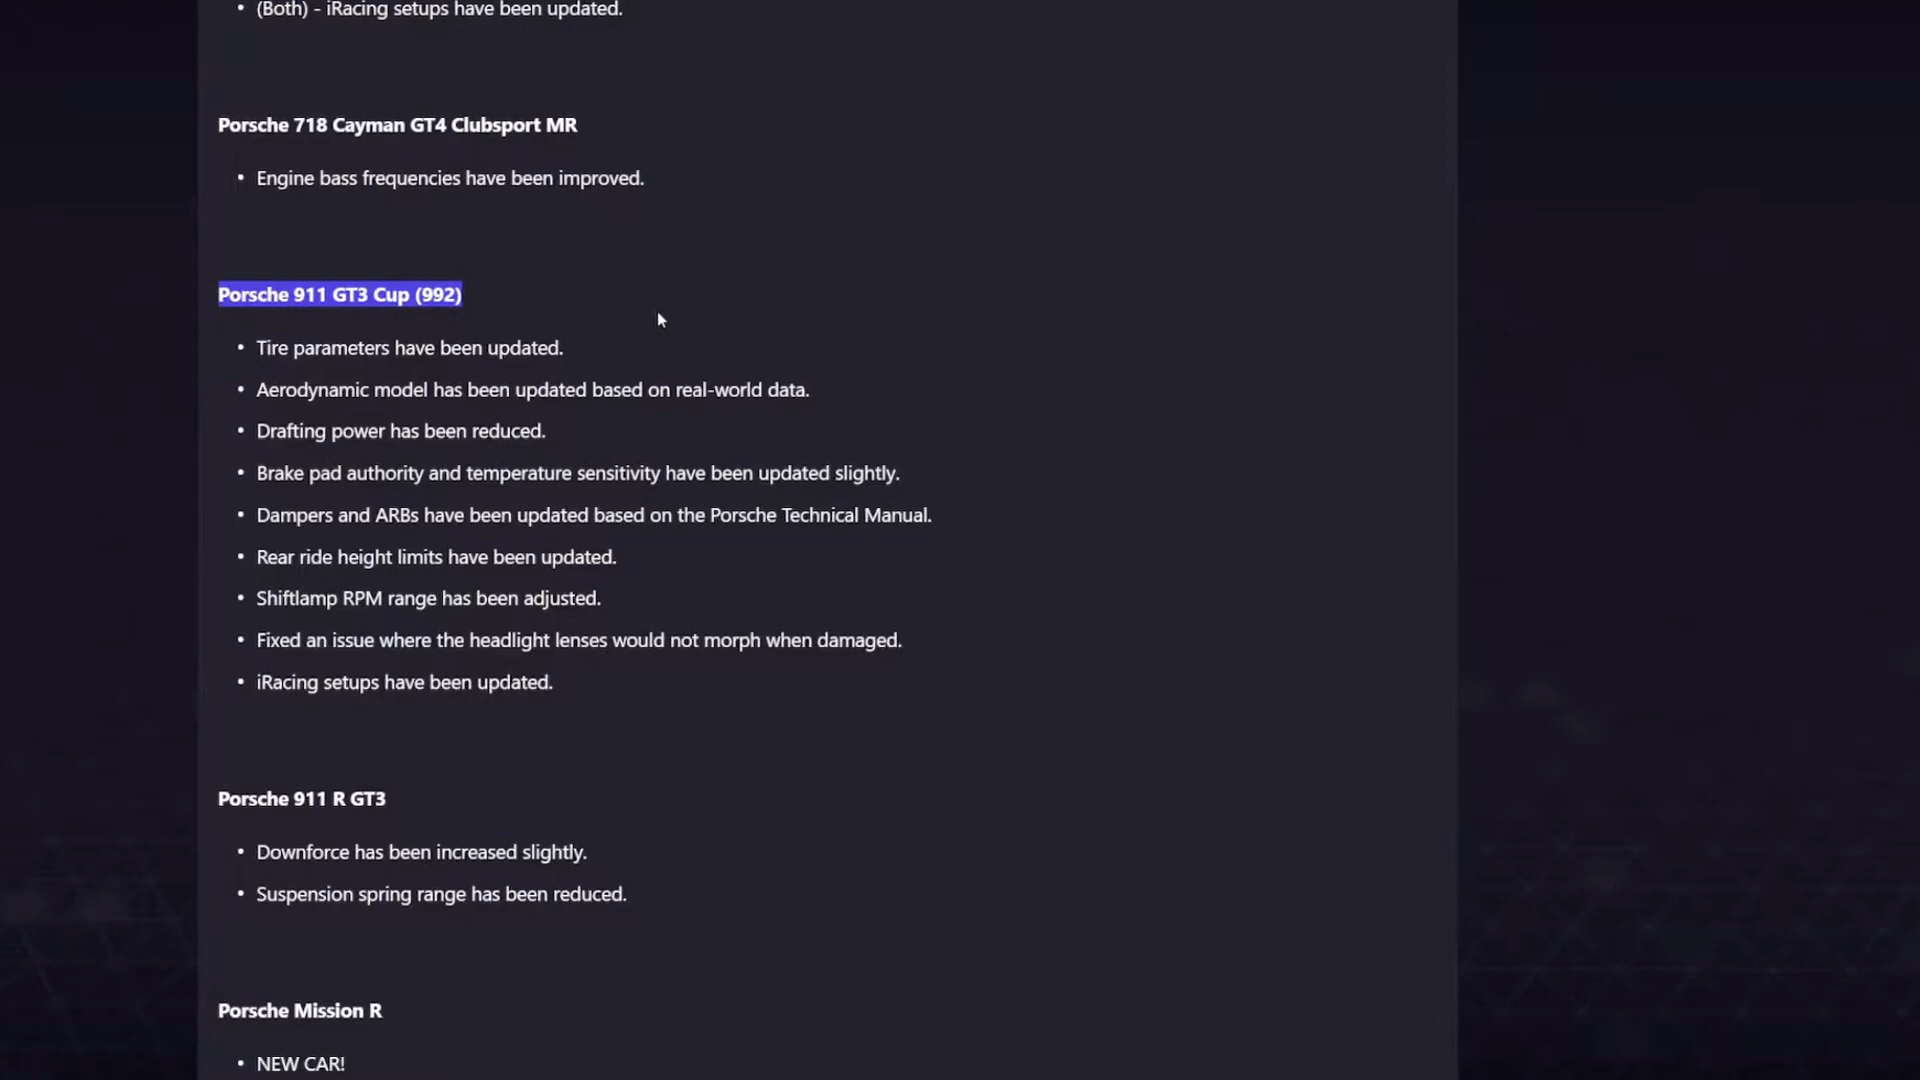 • (Both) - iRacing setups have been updated.
Porsche 718 Cayman GT4 Clubsport MR
• Engine bass frequencies have been improved.
Porsche 911 GT3 Cup (992)
• Tire parameters have been updated.
• Aerodynamic model has been updated based on real-world data.
• Drafting power has been reduced.
• Brake pad authority and temperature sensitivity have been updated slightly.
• Dampers and ARBs have been updated based on the Porsche Technical Manual.
• Rear ride height limits have been updated.
• Shiftlamp RPM range has been adjusted.
• Fixed an issue where the headlight lenses would not morph when damaged.
• iRacing setups have been updated.
Porsche 911 R GT3
• Downforce has been increased slightly.
• Suspension spring range has been reduced.
Porsche Mission R
• NEW CAR!